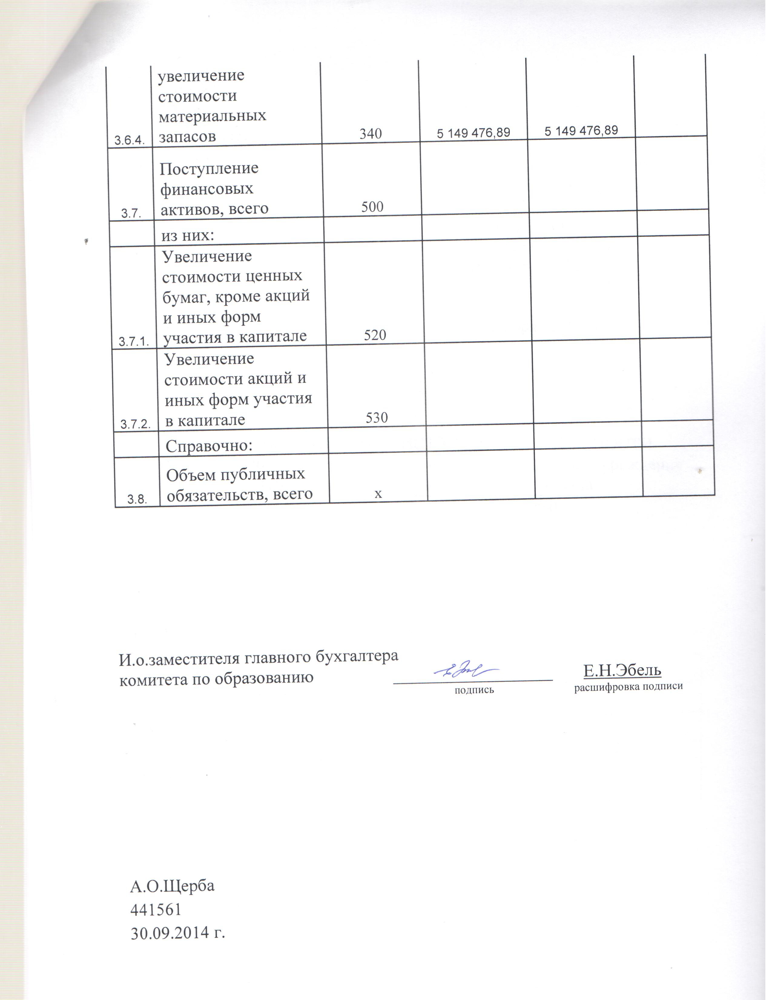 увеличение
стоимости
материальных
3.6.4. запасов 340 5 149 476,89 5 149 476,89
Поступление
финансовых
3.7. активов, всего 500
из них:
Увеличение
стоимости ценных
бумаг, кроме акций
и иных форм
3.7.1. участия в капитале 520
Увеличение
стоимости акций и
иных форм участия
3.7.2. в капитале 530
Справочно:
Объем публичных
3.8. обязательств, всего х
И.о.заместителя главного бухгалтера
комитета по образованию Е.Н.Эбель
подпись расшифровка подписи
А.О.Щерба
441561
30.09.2014 г.